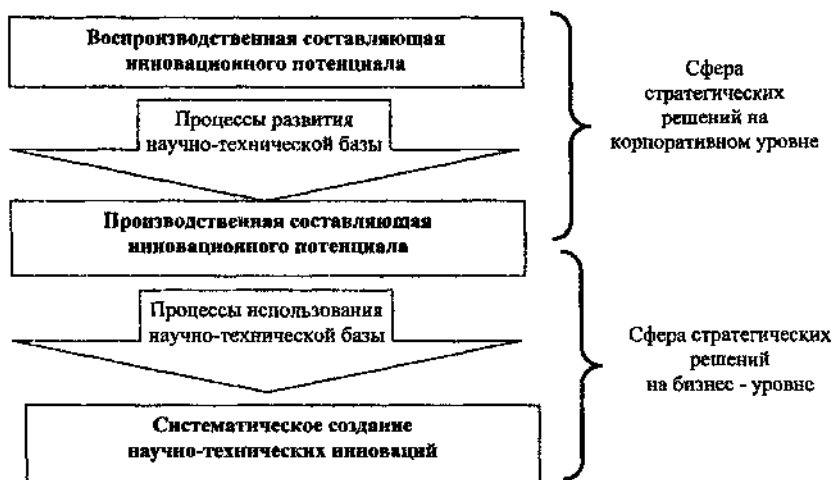 Воспроизводственная составляющая
инновационного потенциала
Процессы развития
научно-технической базы
Производственная составляющая
инновационного потенциала
Процессы использования
научно-технической базы
Систематическое создание
научно-технических инноваций
Сфера
стратегических
решений на
корпоративном уровне
Сфера стратегических
решений
на бизнес - уровне